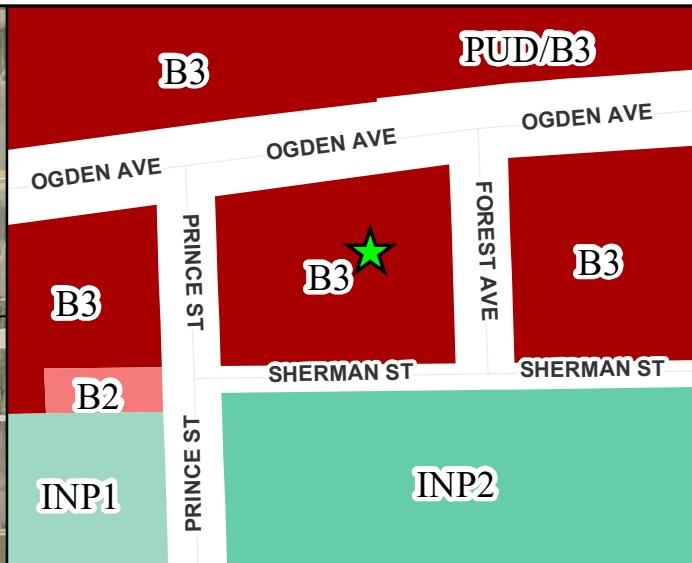 PUD/B3
B3
OGDEN AVE
OGDEN AVE
OGDEN AVE
PRINCE ST
FOREST AVE
B3
B3
B3
SHERMAN ST
SHERMAN ST
B2
PRINCE ST
INP1
INP2